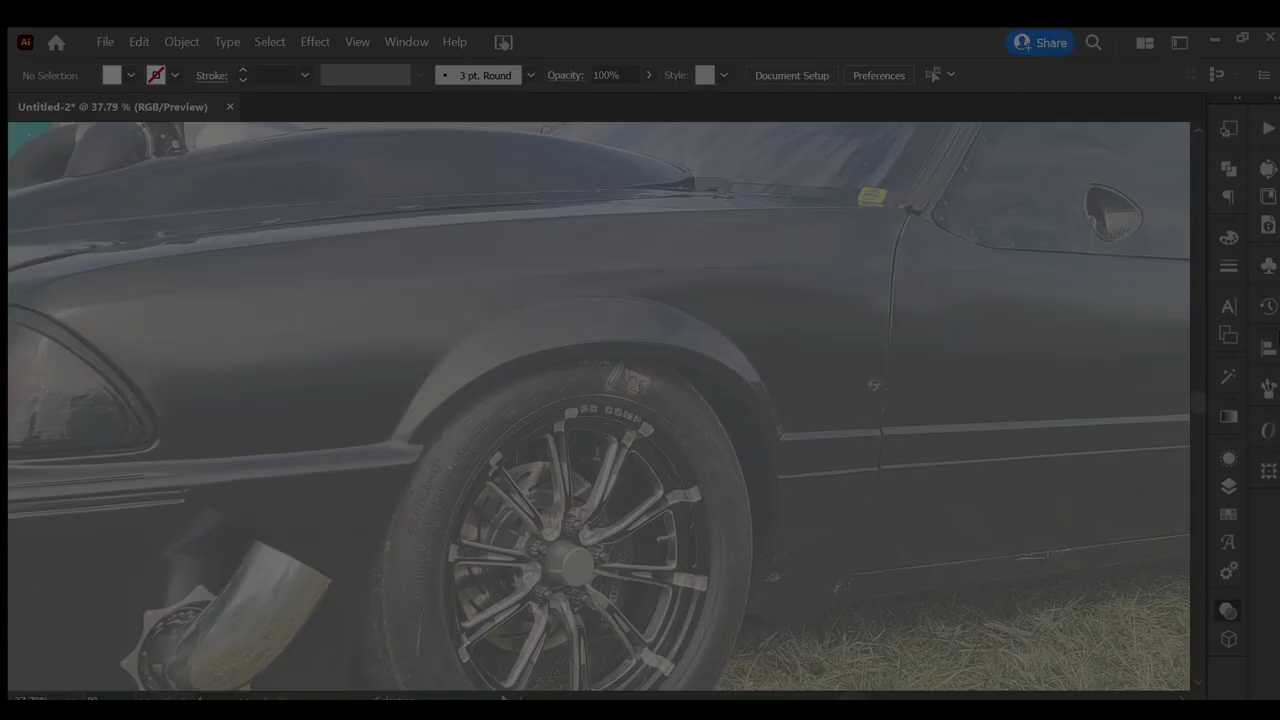 Ai File Edit Object Type Select Effect View Window Help Share
No Selection Stroke: 3 pt. Round Opacity: 100% Style: Document Setup Preferences
Untitled-2* @ 37.79 % (RGB/Preview)